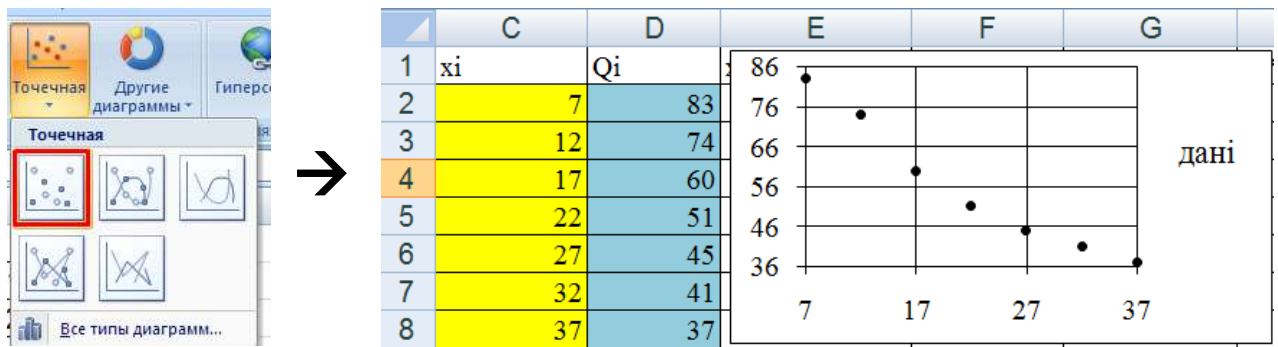 Точечная
Другие
диаграммы
Точечная
Все типы диаграмм...
→
C D E F G
1 xi Qi
2 7 83
3 12 74
4 17 60
5 22 51
6 27 45
7 32 41
8 37 37
86
76
66
56
46
36
7 17 27 37
дані